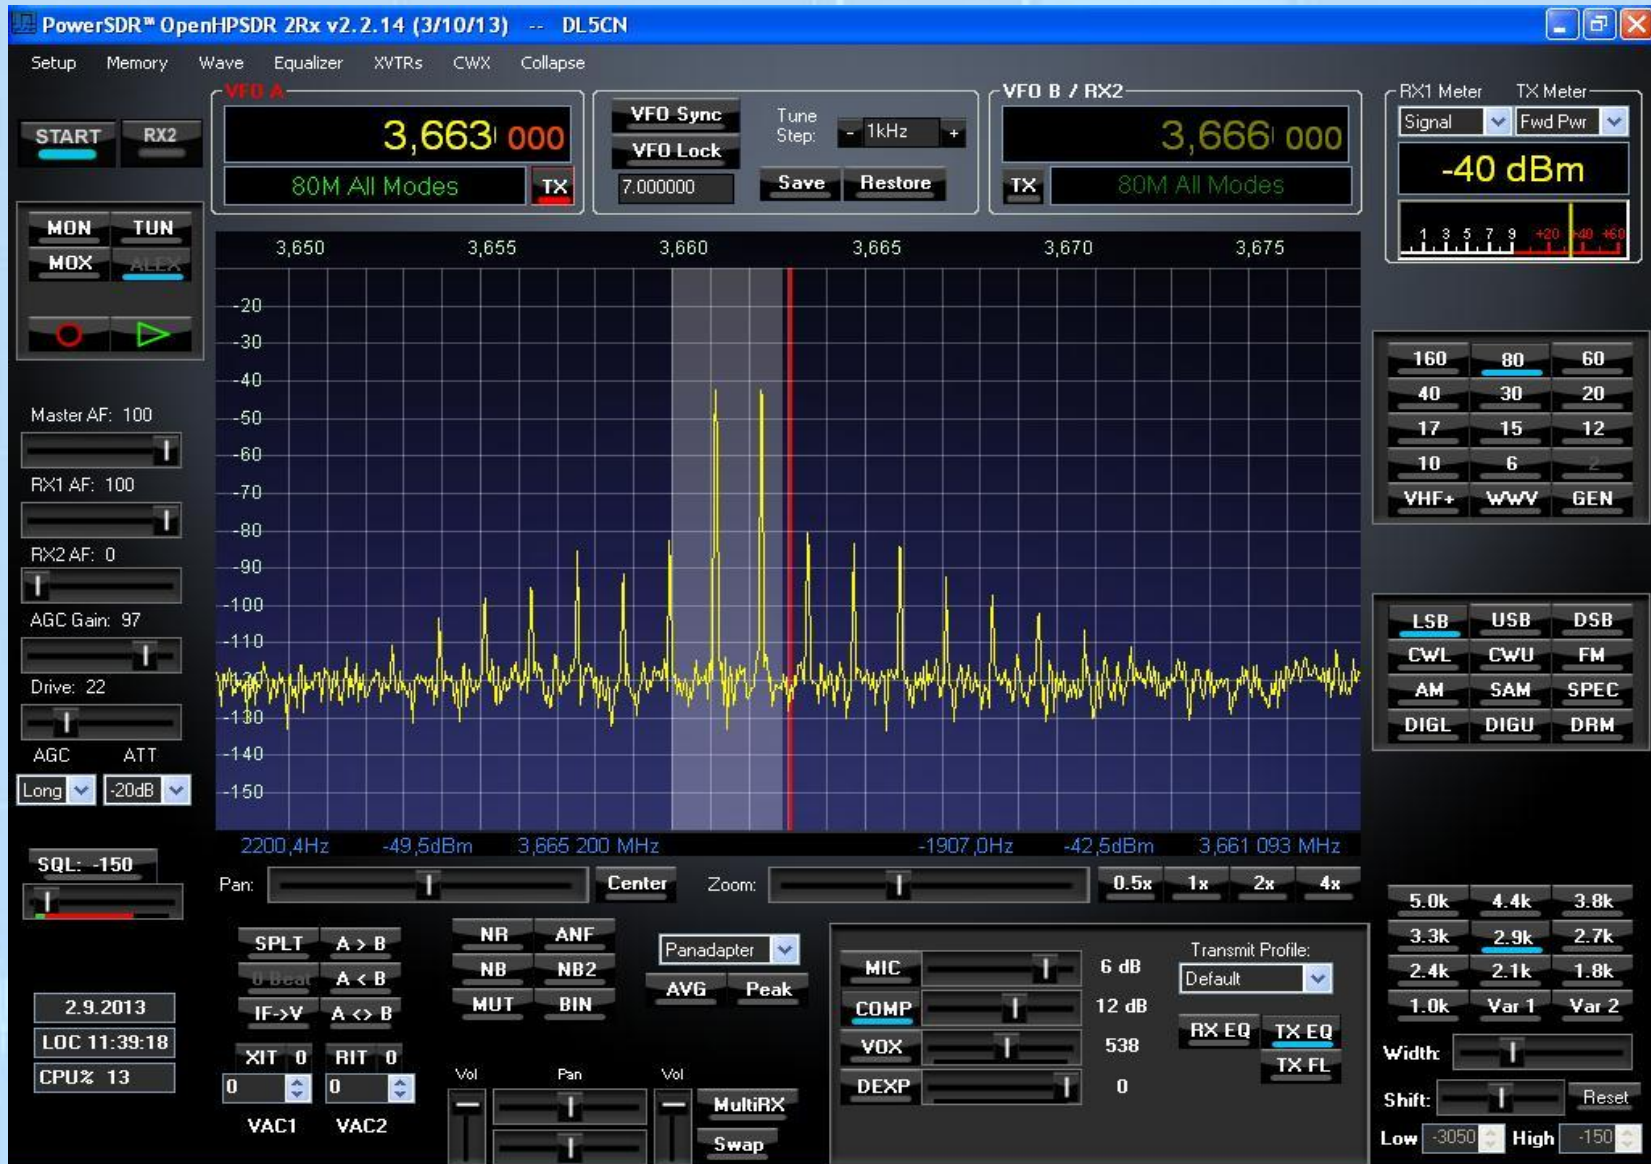 PowerSDR™ OpenHPSDR 2Rx v2.2.14 (3/10/13) -- DL5CN
Setup Memory Wave Equalizer XVTRs CWX Collapse
START RX2
VFO A
3,663 000
80M All Modes TX
VFO Sync
VFO Lock
7.000000
Tune
Step: - 1kHz +
Save Restore
VFO B / RX2
3,666 000
TX 80M All Modes
RX1 Meter TX Meter
Signal Fwd Pwr
-40 dBm
1 3 5 7 9 +20 +40 +60
MON TUN
MOX ALEX
Master AF: 100
RX1 AF: 100
RX2 AF: 0
AGC Gain: 97
Drive: 22
AGC ATT
Long -20dB
SQL: -150
2.9.2013
LOC 11:39:18
CPU% 13
3,650 3,655 3,660 3,665 3,670 3,675
-20
-30
-40
-50
-60
-70
-80
-90
-100
-110
-120
-130
-140
-150
2200,4Hz -49,5dBm 3,665 200 MHz -1907,0Hz -42,5dBm 3,661 093 MHz
Pan: Center Zoom: 0.5x 1x 2x 4x
160 80 60
40 30 20
17 15 12
10 6 2
VHF+ WWV GEN
LSB USB DSB
CWL CWU FM
AM SAM SPEC
DIGL DIGU DRM
SPLT A > B
0 Beat A < B
IF->V A <> B
XIT 0 RIT 0
0 0
VAC1 VAC2
NR ANF
NB NB2
MUT BIN
Panadapter
AVG Peak
Vol Pan Vol
MultiRX
Swap
MIC 6 dB
COMP 12 dB
VOX 538
DEXP 0
Transmit Profile:
Default
RX EQ TX EQ
TX FL
5.0k 4.4k 3.8k
3.3k 2.9k 2.7k
2.4k 2.1k 1.8k
1.0k Var 1 Var 2
Width:
Shift: Reset
Low -3050 High -150